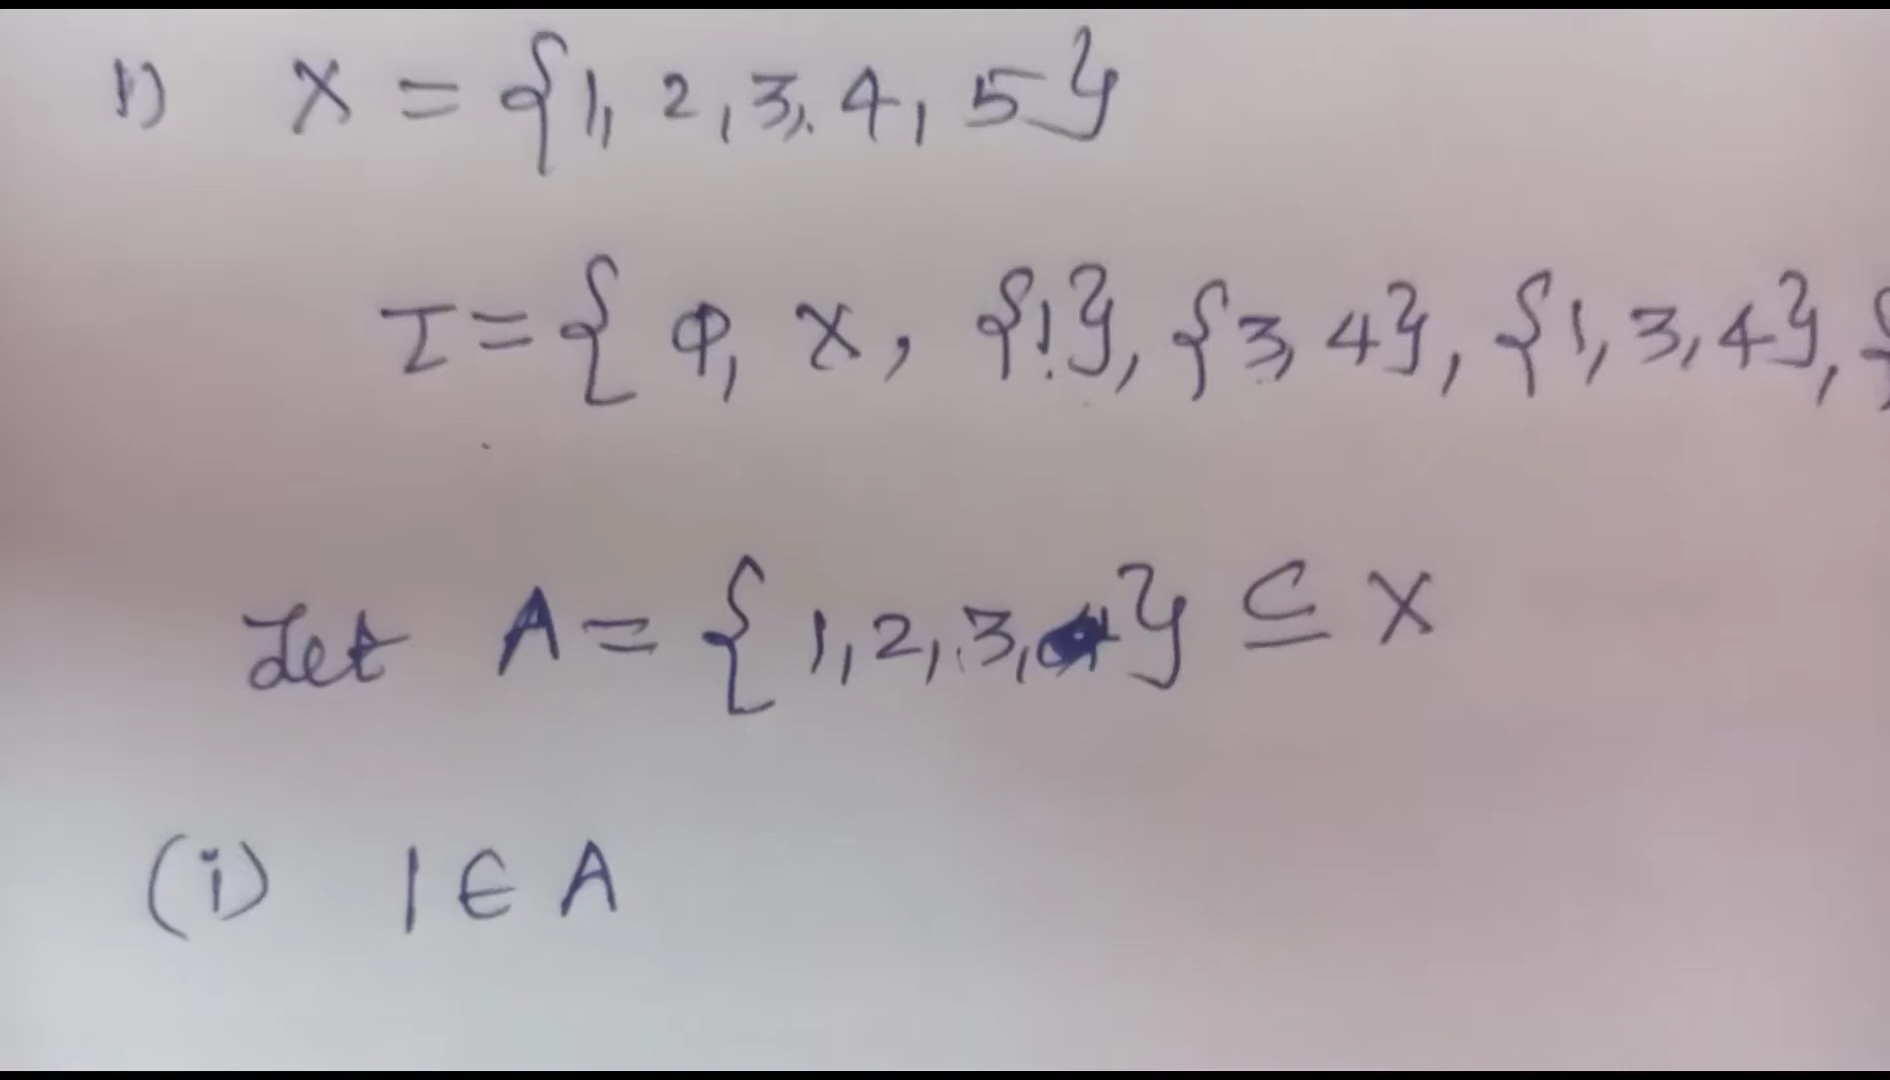 1) X = {1, 2, 3, 4, 5}
τ = { φ, X, {1}, {3, 4}, {1, 3, 4}, {
Let A = { 1, 2, 3, } ⊆ X
(i) 1 ∈ A